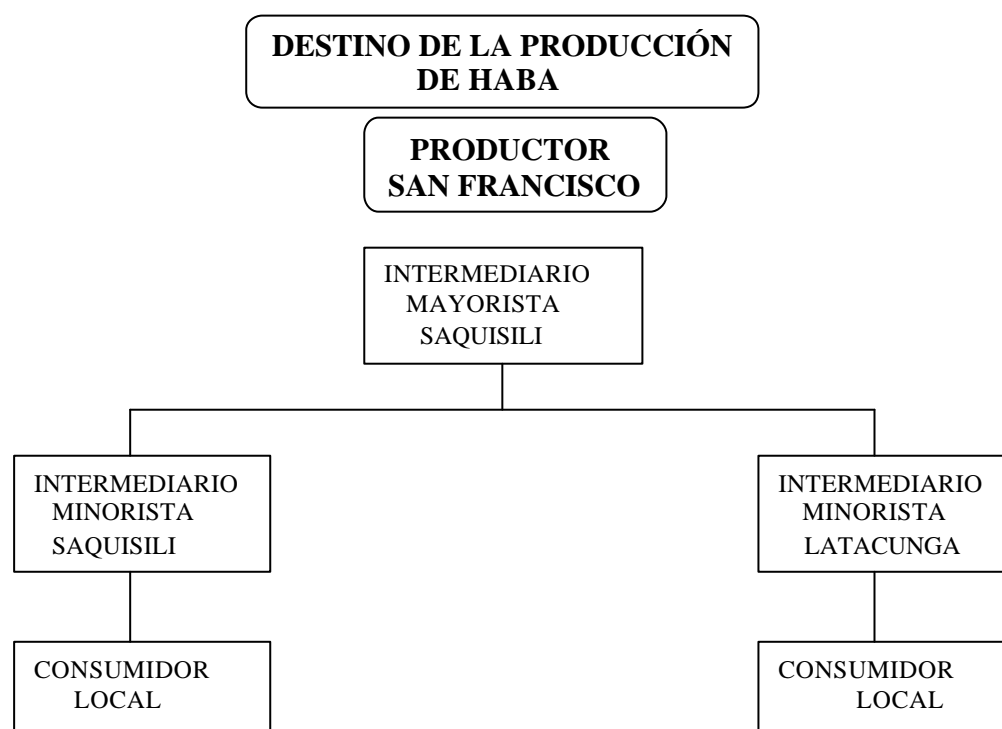 DESTINO DE LA PRODUCCIÓN
DE HABA
PRODUCTOR
SAN FRANCISCO
INTERMEDIARIO
MAYORISTA
SAQUISILI
INTERMEDIARIO
MINORISTA
SAQUISILI
INTERMEDIARIO
MINORISTA
LATACUNGA
CONSUMIDOR
LOCAL
CONSUMIDOR
LOCAL